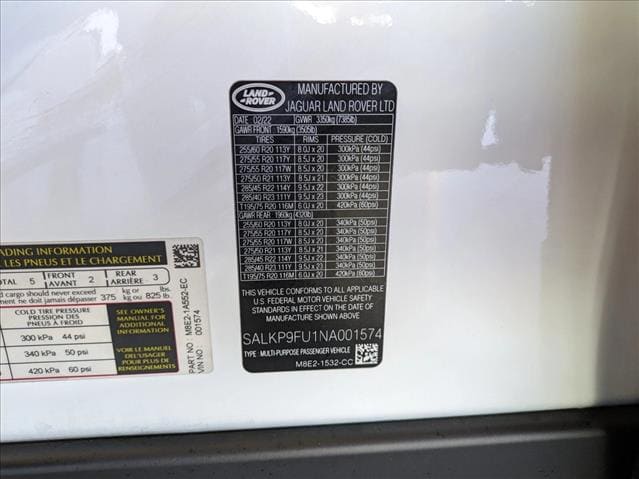 LAND
ROVER
MANUFACTURED BY
JAGUAR LAND ROVER LTD
DATE 02/22 GVWR 3350kg (7385lb)
GAWR FRONT 1590kg (3505lb)
TIRES RIMS PRESSURE (COLD)
255/60 R20 113Y 8.0J x 20 300kPa (44psi)
275/55 R20 117Y 8.5J x 20 300kPa (44psi)
275/55 R20 117W 8.5J x 20 300kPa (44psi)
275/50 R21 113Y 8.5J x 21 300kPa (44psi)
285/45 R22 114Y 9.5J x 22 300kPa (44psi)
285/40 R23 111Y 9.5J x 23 300kPa (44psi)
T195/75 R20 116M 6.0J x 20 420kPa (60psi)
GAWR REAR 1960kg (4320lb)
255/60 R20 113Y 8.0J x 20 340kPa (50psi)
275/55 R20 117Y 8.5J x 20 340kPa (50psi)
275/55 R20 117W 8.5J x 20 340kPa (50psi)
275/50 R21 113Y 8.5J x 21 340kPa (50psi)
285/45 R22 114Y 9.5J x 22 340kPa (50psi)
285/40 R23 111Y 9.5J x 23 340kPa (50psi)
T195/75 R20 116M 6.0J x 20 420kPa (60psi)
THIS VEHICLE CONFORMS TO ALL APPLICABLE
U.S. FEDERAL MOTOR VEHICLE SAFETY
STANDARDS IN EFFECT ON THE DATE OF
MANUFACTURE SHOWN ABOVE
SALKP9FU1NA001574
TYPE: MULTI-PURPOSE PASSENGER VEHICLE
M8E2-1532-CC
ADING INFORMATION
LES PNEUS ET LE CHARGEMENT
OTAL 5 FRONT AVANT 2 REAR ARRIÈRE 3
d cargo should never exceed 375 kg or 825 lbs.
ment ne doit jamais dépasser kg ou lb.
COLD TIRE PRESSURE
PRESSION DES
PNEUS À FROID
300 kPa 44 psi
340 kPa 50 psi
420 kPa 60 psi
SEE OWNER'S
MANUAL FOR
ADDITIONAL
INFORMATION
VOIR LE MANUEL
DE L'USAGER
POUR PLUS DE
RENSEIGNEMENTS
PART NO : M8E2-1A552-EC
VIN NO : 001574